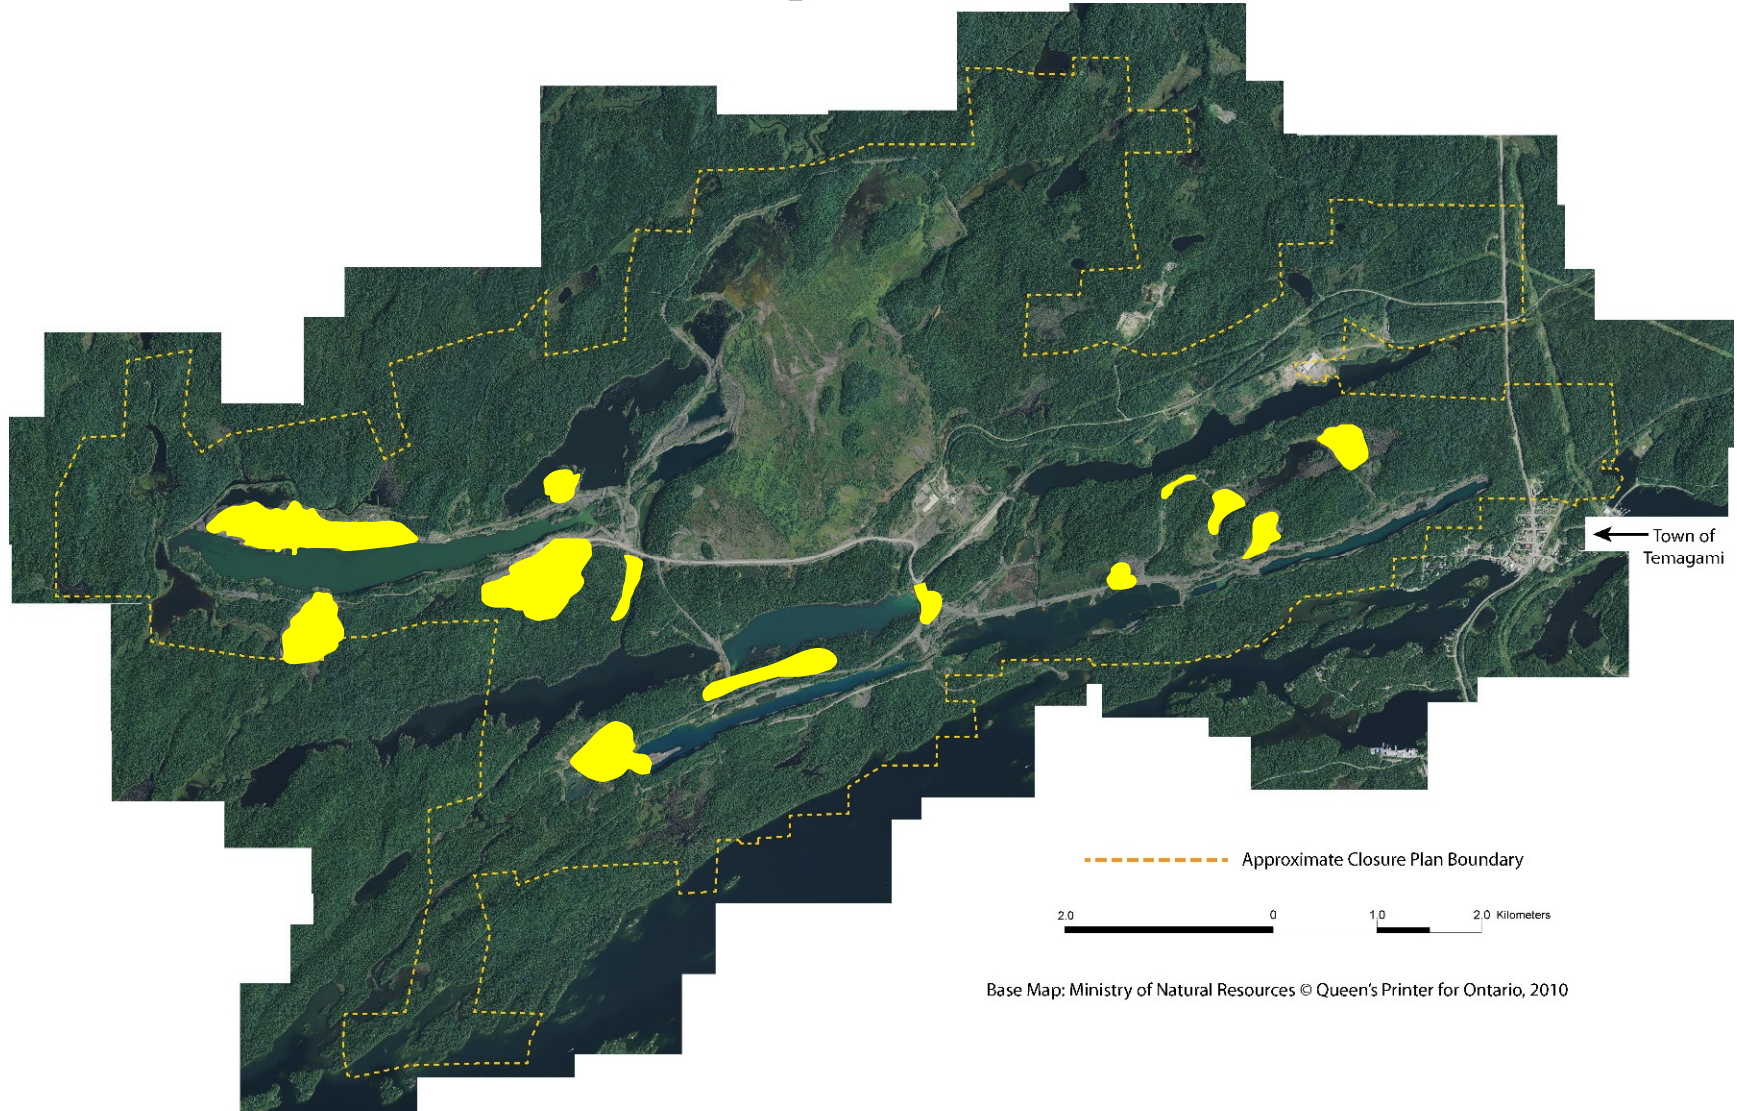 Town of
Temagami
Approximate Closure Plan Boundary
2.0 0 1.0 2.0 Kilometers
Base Map: Ministry of Natural Resources © Queen's Printer for Ontario, 2010